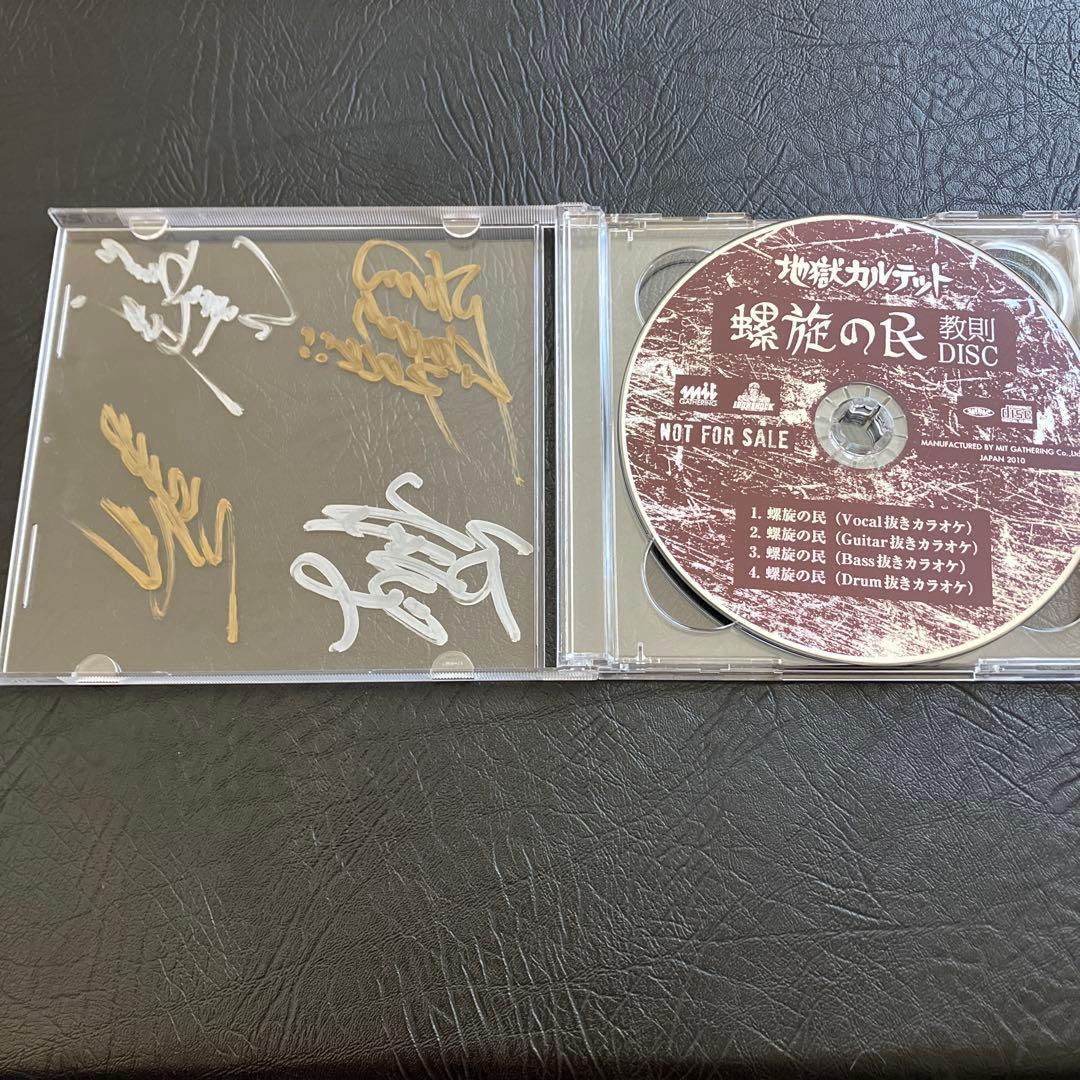 地獄カルテット
螺旋の民 教則
DISC
mit
GATHERING
NOT FOR SALE
disc
MANUFACTURED BY MIT GATHERING Co.,Ltd
JAPAN 2010
1. 螺旋の民（Vocal抜きカラオケ）
2. 螺旋の民（Guitar抜きカラオケ）
3. 螺旋の民（Bass抜きカラオケ）
4. 螺旋の民（Drum抜きカラオケ）